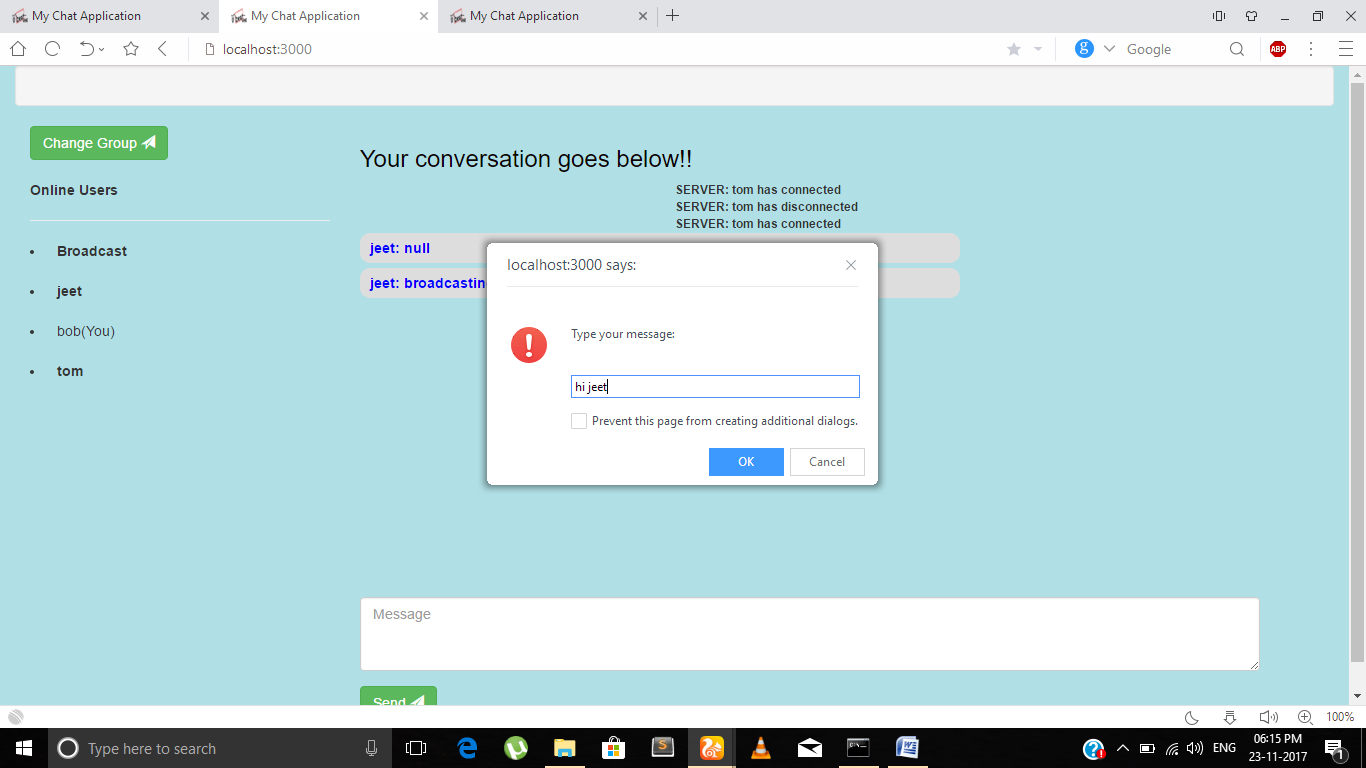 My Chat Application
My Chat Application
My Chat Application
localhost:3000
g
Google
ABP
Change Group
Your conversation goes below!!
Online Users
SERVER: tom has connected
SERVER: tom has disconnected
SERVER: tom has connected
Broadcast
jeet: null
jeet: broadcasting
jeet
bob(You)
tom
localhost:3000 says:
Type your message:
hi jeet
Prevent this page from creating additional dialogs.
OK
Cancel
Message
Send
100%
Type here to search
ENG
06:15 PM
23-11-2017
1